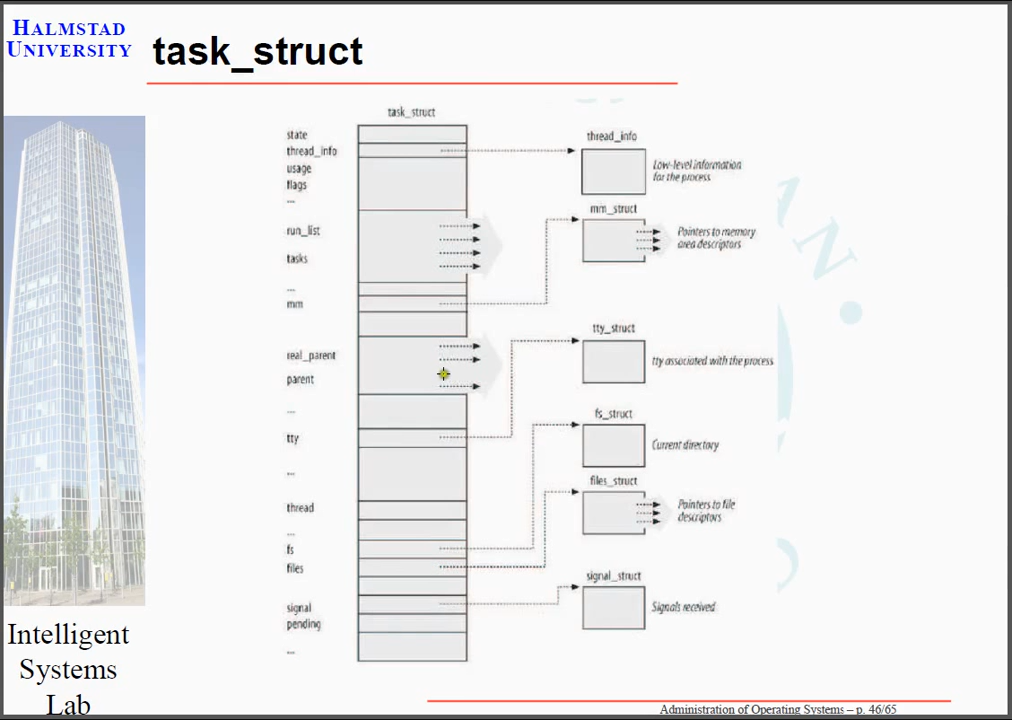 HALMSTAD
UNIVERSITY
task_struct
task_struct
state
thread_info
usage
flags
...
run_list
tasks
...
mm
real_parent
parent
...
tty
...
thread
...
fs
files
signal
pending
...
thread_info
Low-level information
for the process
mm_struct
Pointers to memory
area descriptors
tty_struct
tty associated with the process
fs_struct
Current directory
files_struct
Pointers to file
descriptors
signal_struct
Signals received
Intelligent
Systems
Lab
Administration of Operating Systems – p. 46/65